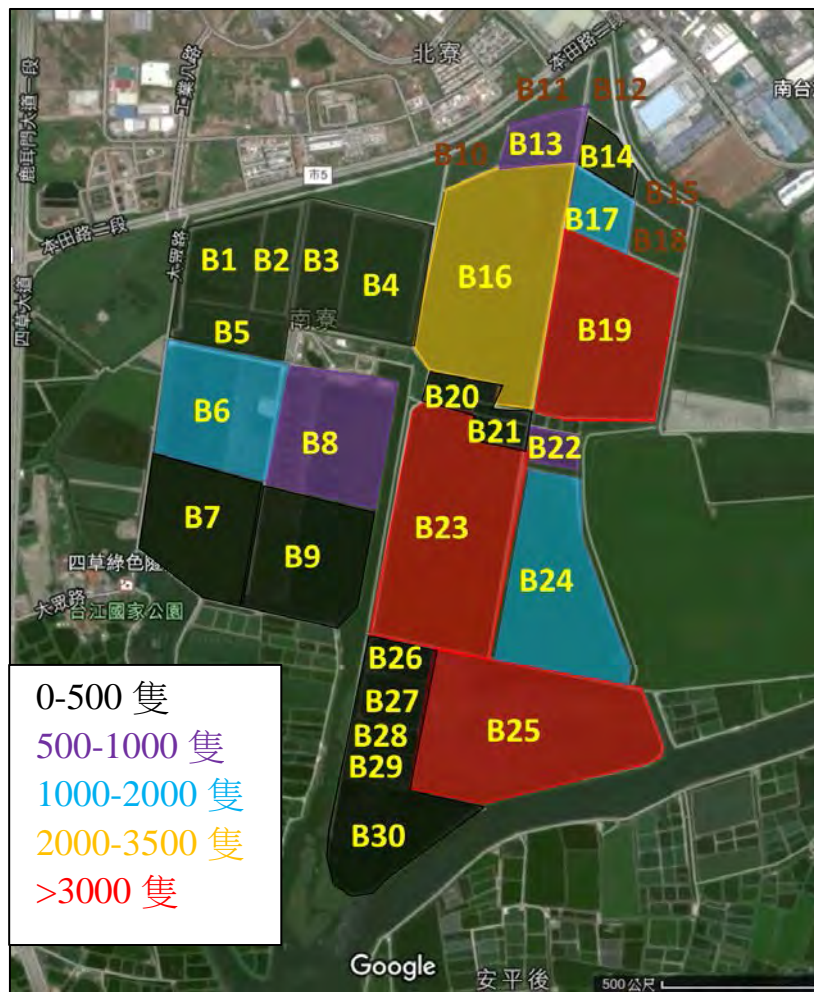 北寮
本田路二段
工業八路
鹿耳門大道一段
南台
B11
B12
B13
B14
B10
市5
B15
本田路二段
大眾路
B17
B18
四草大道
B1
B2
B3
B4
B16
B19
B5
南寮
B20
B6
B21
B8
B22
B7
B23
B9
B24
四草綠色隧
大眾路
台江國家公園
B26
B27
B25
B28
B29
B30
0-500 隻
500-1000 隻
1000-2000 隻
2000-3500 隻
>3000 隻
Google
安平後
500 公尺